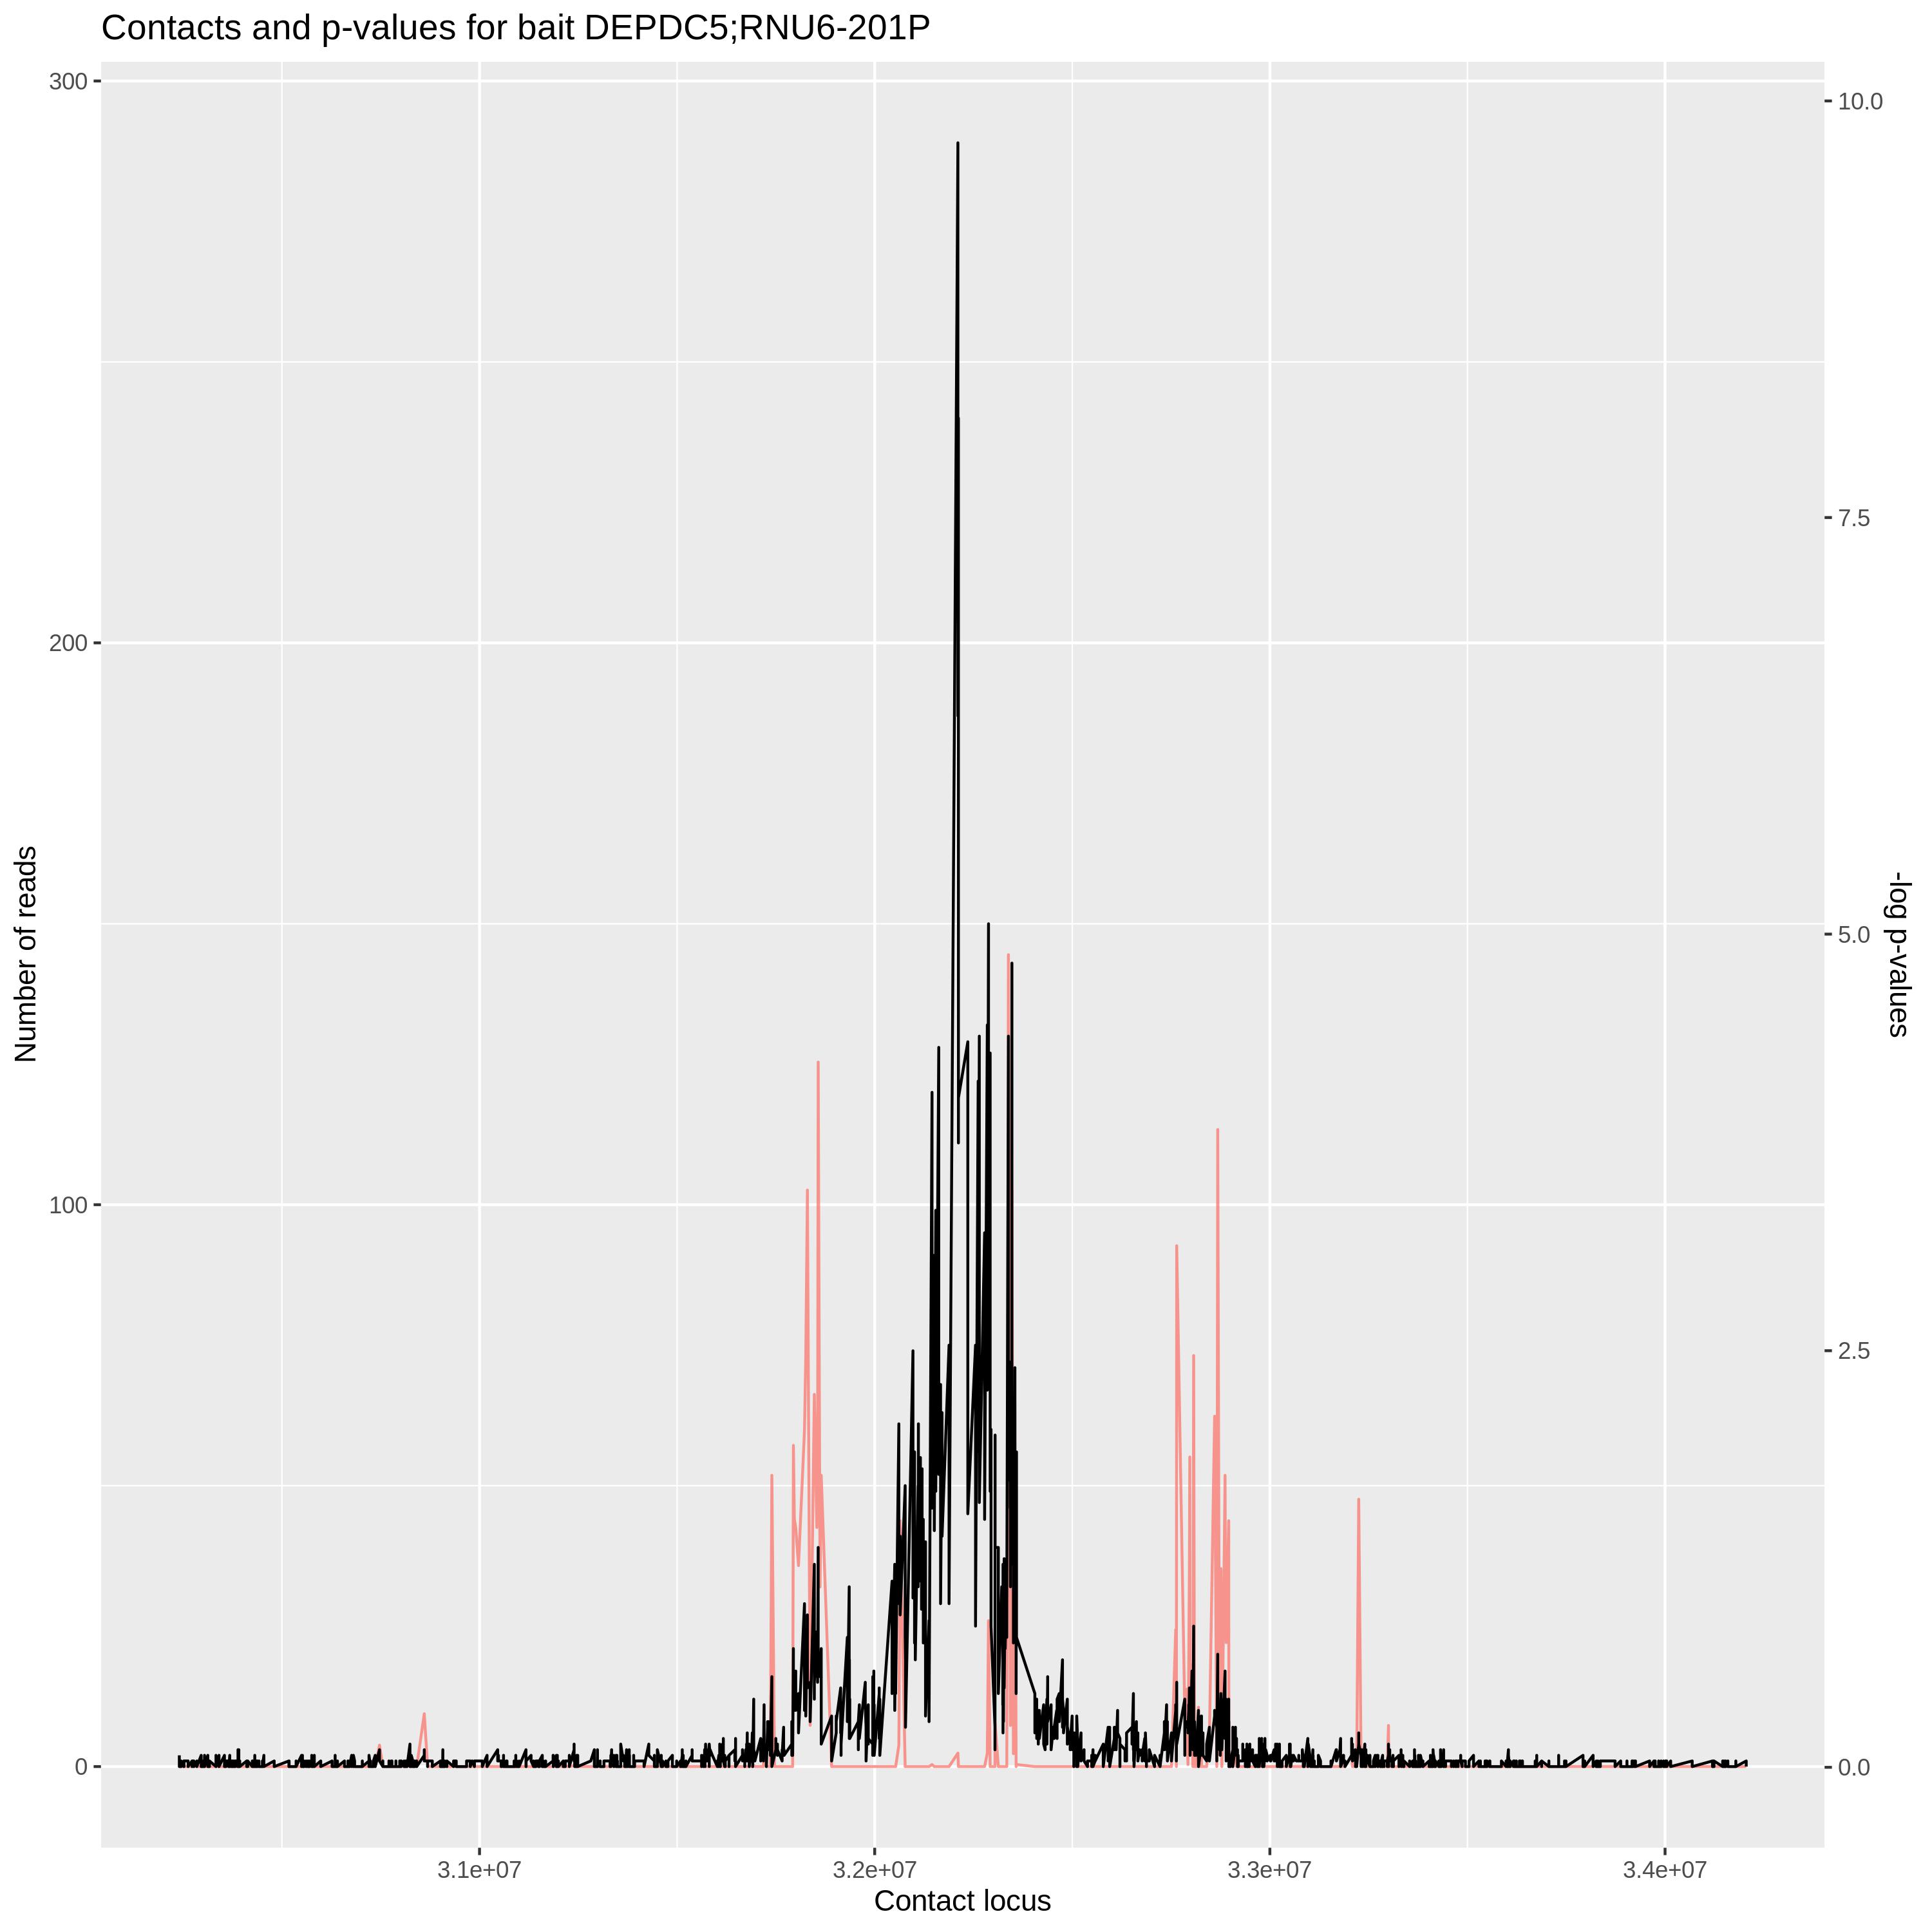 Contacts and p-values for bait DEPDC5;RNU6-201P
300
200
100
0
Number of reads
10.0
7.5
5.0
2.5
0.0
-log p-values
3.1e+07
3.2e+07
3.3e+07
3.4e+07
Contact locus